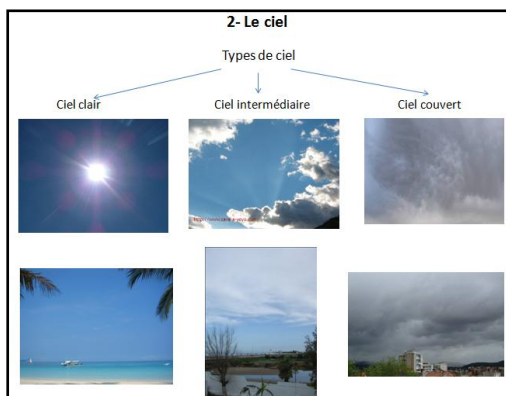 2- Le ciel
Types de ciel
Ciel clair
Ciel intermédiaire
Ciel couvert